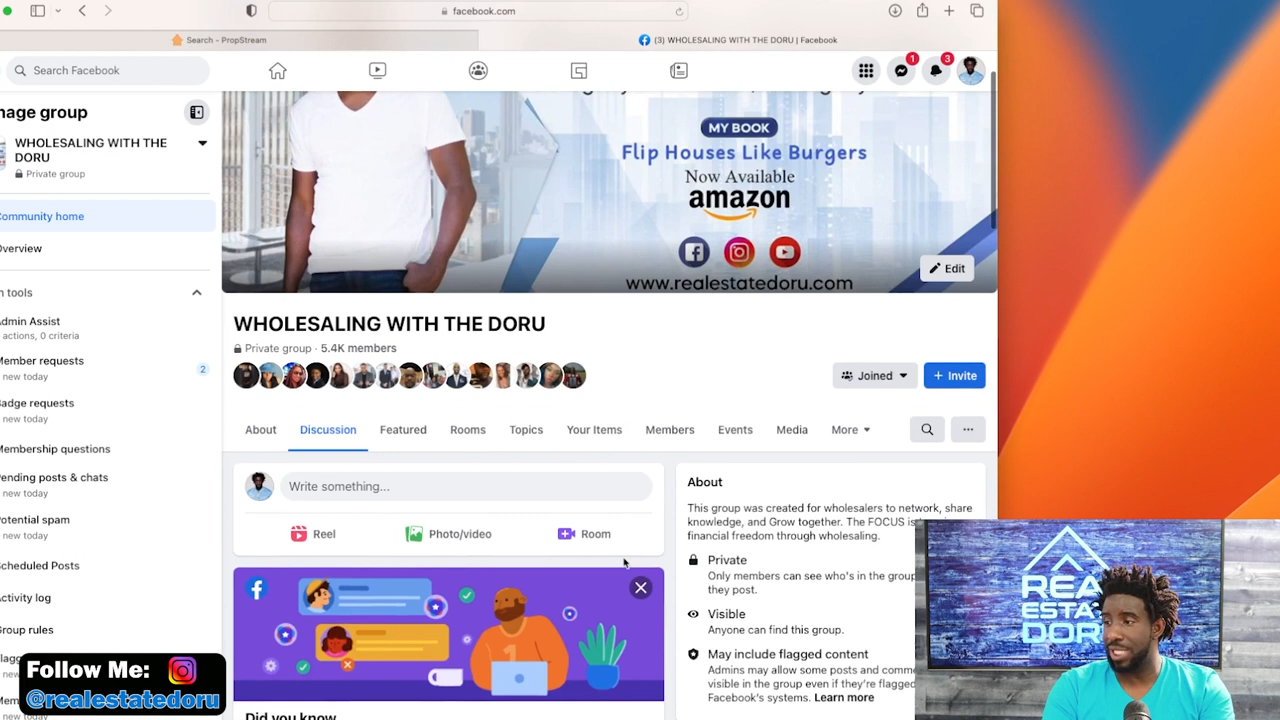 facebook.com
Search - PropStream
(3) WHOLESALING WITH THE DORU | Facebook
Search Facebook
1
3
nage group
WHOLESALING WITH THE
DORU
Private group
Community home
Overview
n tools
Admin Assist
actions, 0 criteria
Member requests
new today
2
Badge requests
new today
Membership questions
Pending posts & chats
new today
Potential spam
new today
Scheduled Posts
Activity log
Group rules
new today
MY BOOK
Flip Houses Like Burgers
Now Available
amazon
www.realestatedoru.com
Edit
WHOLESALING WITH THE DORU
Private group · 5.4K members
Joined
+ Invite
About
Discussion
Featured
Rooms
Topics
Your Items
Members
Events
Media
More
Write something...
Reel
Photo/video
Room
Did you know
About
This group was created for wholesalers to network, share
knowledge, and Grow together. The FOCUS is
financial freedom through wholesaling.
Private
Only members can see who's in the group
they post.
Visible
Anyone can find this group.
May include flagged content
Admins may allow some posts and comme
visible in the group even if they're flagged
Facebook's systems. Learn more
REA
ESTA
DOR
Follow Me:
@realestatedoru